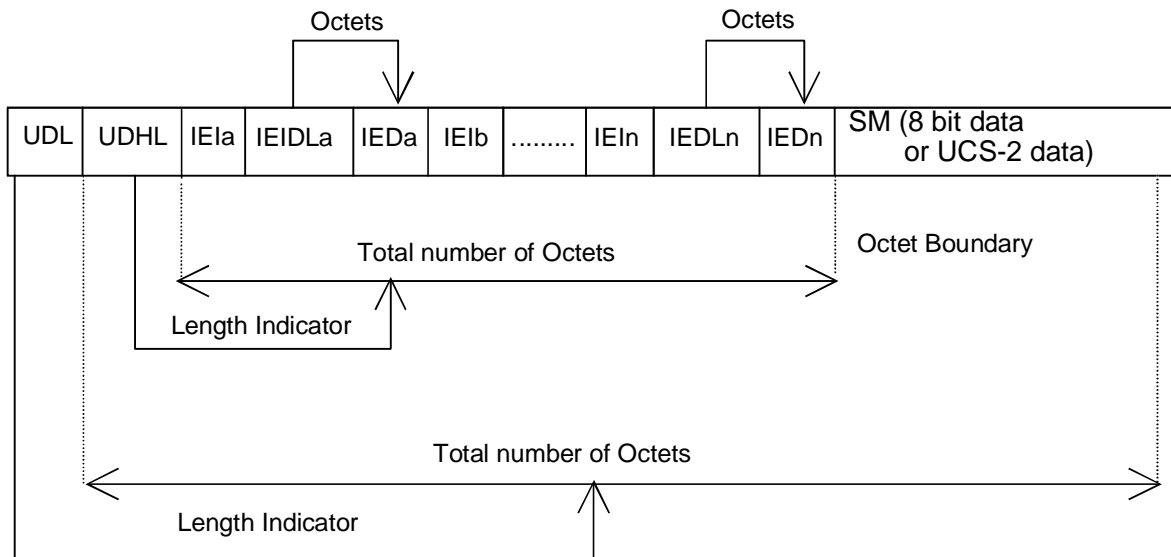 Octets
Octets
UDL
UDHL
IEIa
IEIDLa
IEDa
IEIb
.........
IEIn
IEDLn
IEDn
SM (8 bit data
or UCS-2 data)
Total number of Octets
Octet Boundary
Length Indicator
Total number of Octets
Length Indicator